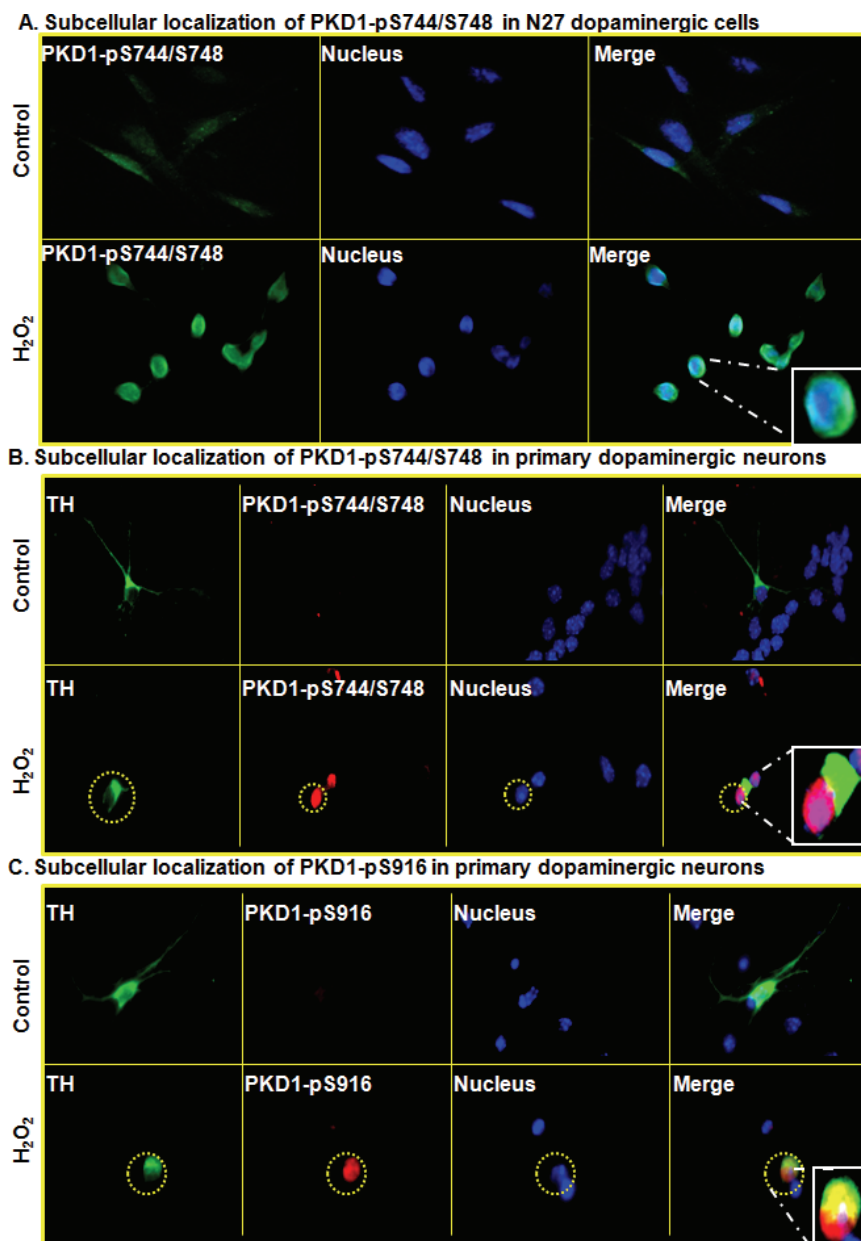 A. Subcellular localization of PKD1-pS744/S748 in N27 dopaminergic cells
Control
PKD1-pS744/S748
Nucleus
Merge
H₂O₂
PKD1-pS744/S748
Nucleus
Merge
B. Subcellular localization of PKD1-pS744/S748 in primary dopaminergic neurons
Control
TH
PKD1-pS744/S748
Nucleus
Merge
H₂O₂
TH
PKD1-pS744/S748
Nucleus
Merge
C. Subcellular localization of PKD1-pS916 in primary dopaminergic neurons
Control
TH
PKD1-pS916
Nucleus
Merge
H₂O₂
TH
PKD1-pS916
Nucleus
Merge